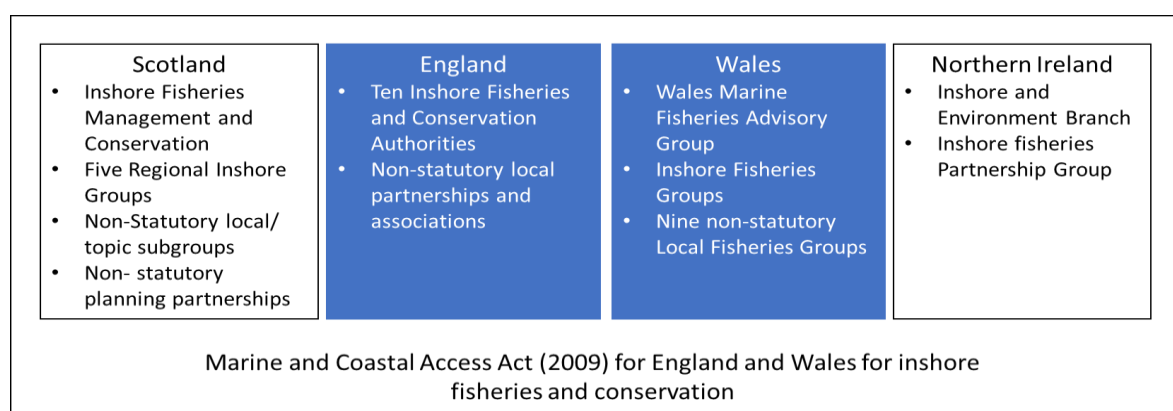 Scotland
• Inshore Fisheries
Management and
Conservation
• Five Regional Inshore
Groups
• Non-Statutory local/
topic subgroups
• Non- statutory
planning partnerships
England
• Ten Inshore Fisheries
and Conservation
Authorities
• Non-statutory local
partnerships and
associations
Wales
• Wales Marine
Fisheries Advisory
Group
• Inshore Fisheries
Groups
• Nine non-statutory
Local Fisheries Groups
Northern Ireland
• Inshore and
Environment Branch
• Inshore fisheries
Partnership Group
Marine and Coastal Access Act (2009) for England and Wales for inshore
fisheries and conservation